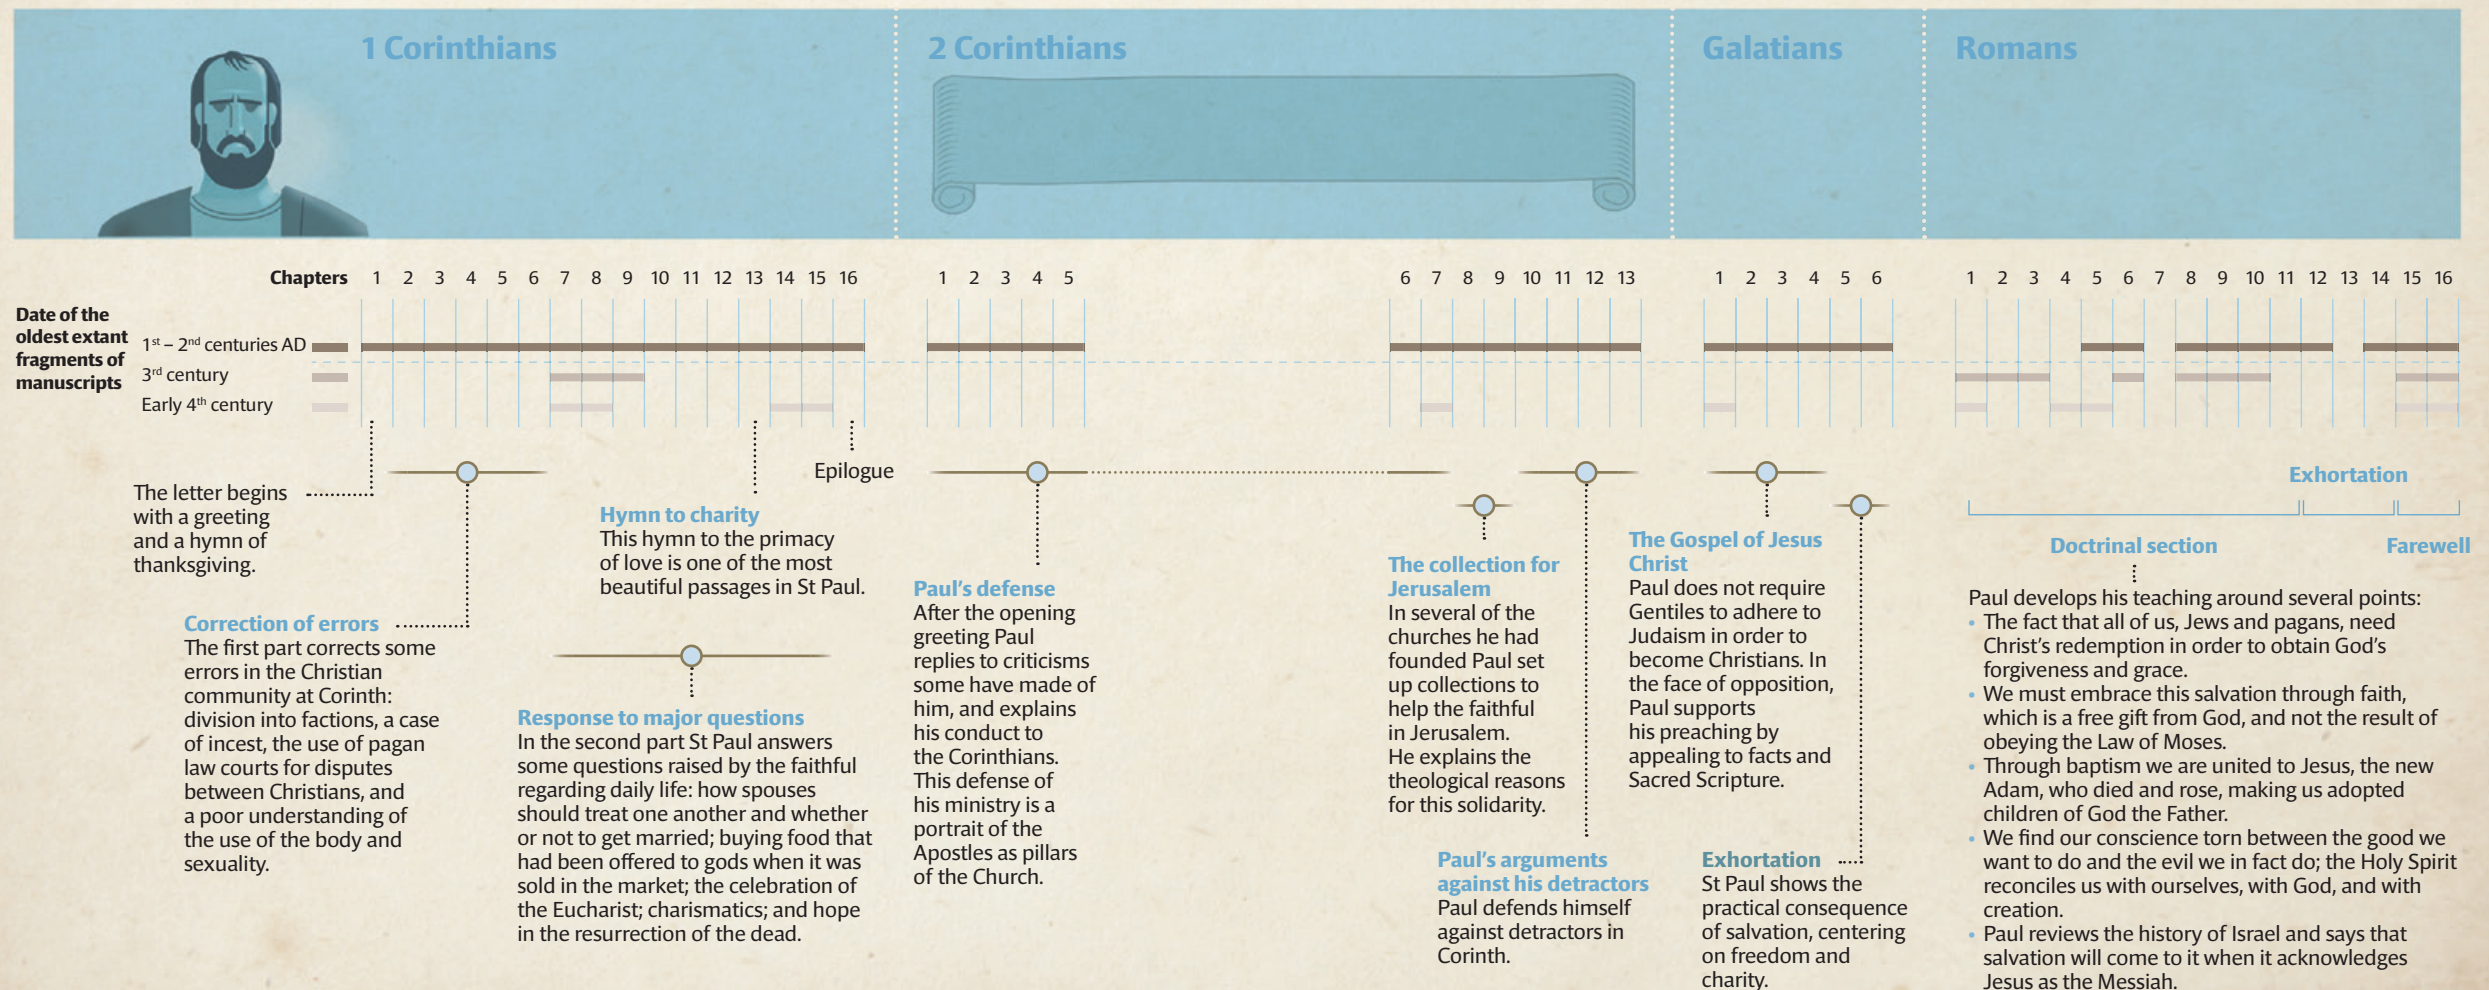 1 Corinthians
2 Corinthians
Galatians
Romans
Chapters 1 2 3 4 5 6 7 8 9 10 11 12 13 14 15 16
1 2 3 4 5
6 7 8 9 10 11 12 13
1 2 3 4 5 6
1 2 3 4 5 6 7 8 9 10 11 12 13 14 15 16
Date of the
oldest extant
fragments of
manuscripts
1st – 2nd centuries AD
3rd century
Early 4th century
The letter begins
with a greeting
and a hymn of
thanksgiving.
Correction of errors
The first part corrects some
errors in the Christian
community at Corinth:
division into factions, a case
of incest, the use of pagan
law courts for disputes
between Christians, and
a poor understanding of
the use of the body and
sexuality.
Hymn to charity
This hymn to the primacy
of love is one of the most
beautiful passages in St Paul.
Epilogue
Response to major questions
In the second part St Paul answers
some questions raised by the faithful
regarding daily life: how spouses
should treat one another and whether
or not to get married; buying food that
had been offered to gods when it was
sold in the market; the celebration of
the Eucharist; charismatics; and hope
in the resurrection of the dead.
Paul's defense
After the opening
greeting Paul
replies to criticisms
some have made of
him, and explains
his conduct to
the Corinthians.
This defense of
his ministry is a
portrait of the
Apostles as pillars
of the Church.
The collection for
Jerusalem
In several of the
churches he had
founded Paul set
up collections to
help the faithful
in Jerusalem.
He explains the
theological reasons
for this solidarity.
Paul's arguments
against his detractors
Paul defends himself
against detractors in
Corinth.
The Gospel of Jesus
Christ
Paul does not require
Gentiles to adhere to
Judaism in order to
become Christians. In
the face of opposition,
Paul supports
his preaching by
appealing to facts and
Sacred Scripture.
Exhortation
St Paul shows the
practical consequence
of salvation, centering
on freedom and
charity.
Exhortation
Doctrinal section
Farewell
Paul develops his teaching around several points:
• The fact that all of us, Jews and pagans, need
Christ's redemption in order to obtain God's
forgiveness and grace.
• We must embrace this salvation through faith,
which is a free gift from God, and not the result of
obeying the Law of Moses.
• Through baptism we are united to Jesus, the new
Adam, who died and rose, making us adopted
children of God the Father.
• We find our conscience torn between the good we
want to do and the evil we in fact do; the Holy Spirit
reconciles us with ourselves, with God, and with
creation.
• Paul reviews the history of Israel and says that
salvation will come to it when it acknowledges
Jesus as the Messiah.